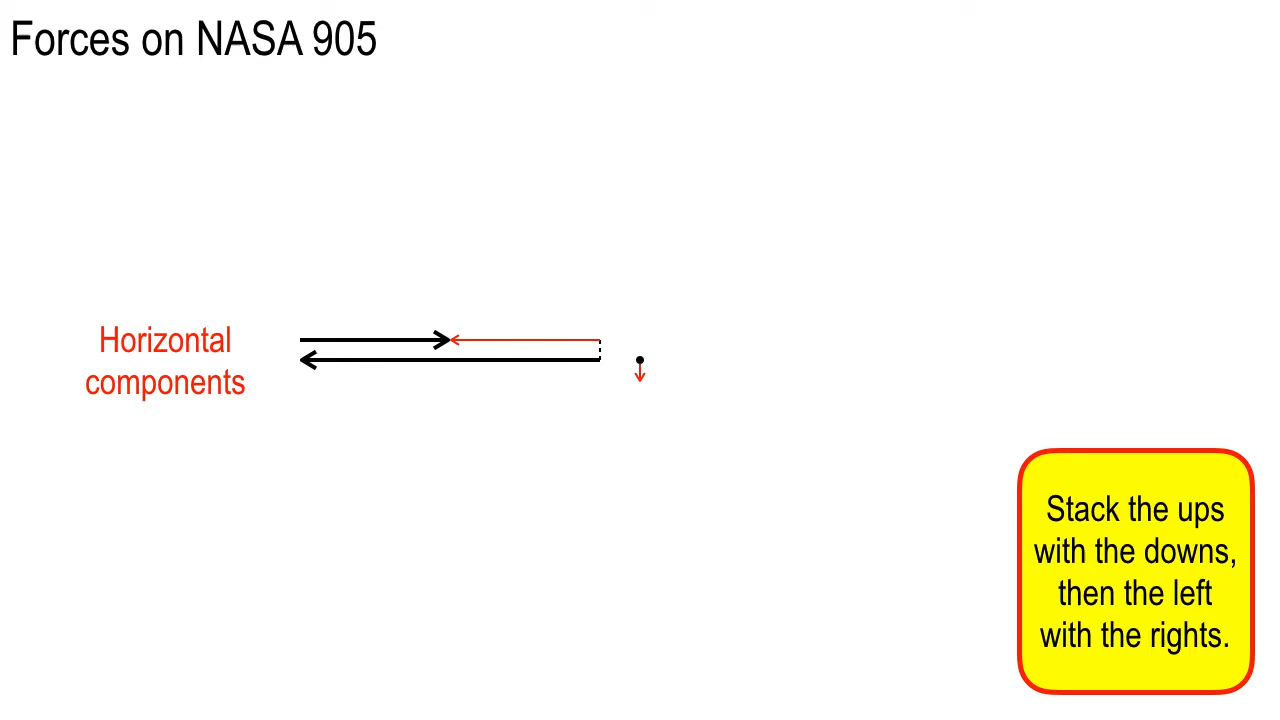 Forces on NASA 905
Horizontal
components
Stack the ups
with the downs,
then the left
with the rights.